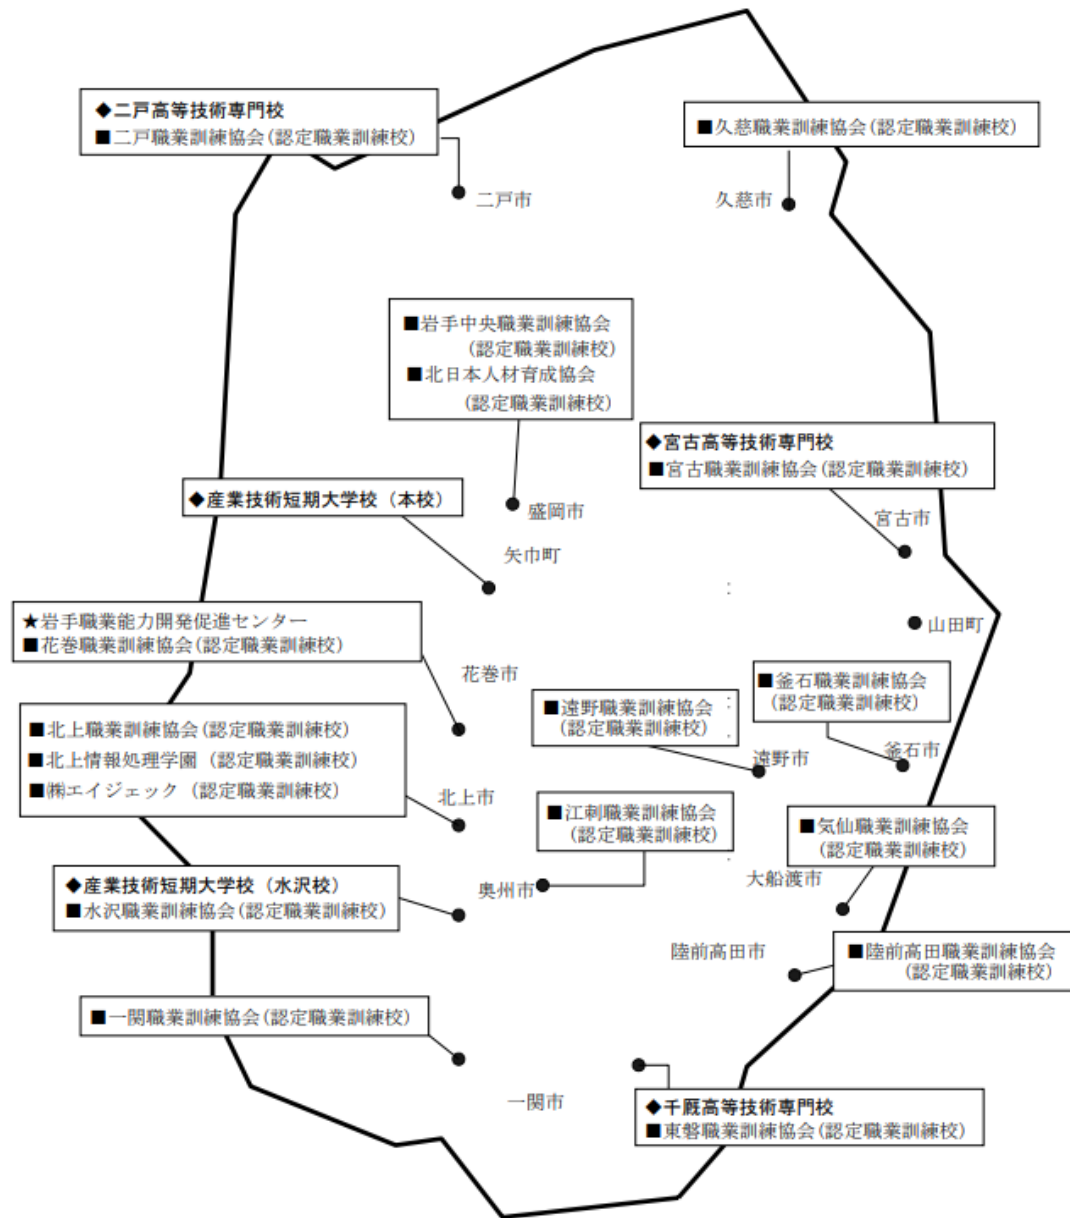 ◆二戸高等技術専門校
■二戸職業訓練協会(認定職業訓練校)
■久慈職業訓練協会(認定職業訓練校)
二戸市
久慈市
■岩手中央職業訓練協会
(認定職業訓練校)
■北日本人材育成協会
(認定職業訓練校)
◆宮古高等技術専門校
■宮古職業訓練協会(認定職業訓練校)
◆産業技術短期大学校（本校）
盛岡市
宮古市
矢巾町
★岩手職業能力開発促進センター
■花巻職業訓練協会(認定職業訓練校)
山田町
花巻市
■釜石職業訓練協会
(認定職業訓練校)
■遠野職業訓練協会
(認定職業訓練校)
■北上職業訓練協会(認定職業訓練校)
■北上情報処理学園（認定職業訓練校）
■㈱エイジェック（認定職業訓練校）
遠野市
釜石市
北上市
■江刺職業訓練協会
(認定職業訓練校)
■気仙職業訓練協会
(認定職業訓練校)
大船渡市
◆産業技術短期大学校（水沢校）
■水沢職業訓練協会(認定職業訓練校)
奥州市
陸前高田市
■陸前高田職業訓練協会
(認定職業訓練校)
■一関職業訓練協会(認定職業訓練校)
一関市
◆千厩高等技術専門校
■東磐職業訓練協会(認定職業訓練校)